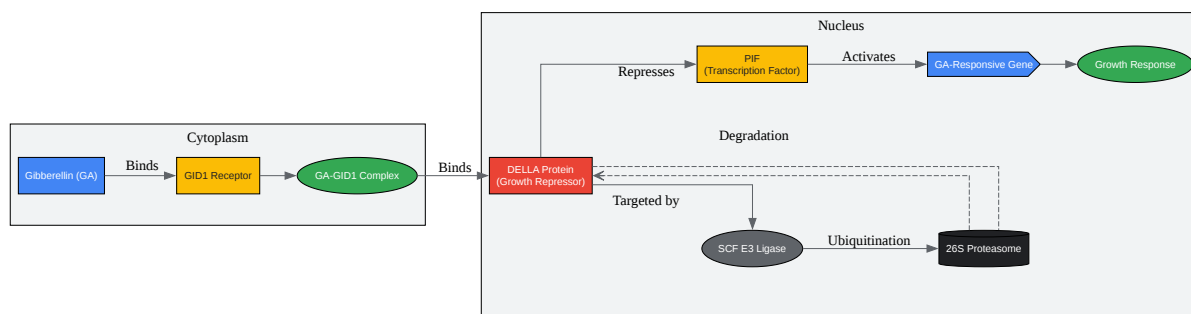 Nucleus
PIF
(Transcription Factor)
Represses
Activates
GA-Responsive Gene
Growth Response
Cytoplasm
Degradation
Gibberellin (GA)
Binds
GID1 Receptor
GA-GID1 Complex
Binds
DELLA Protein
(Growth Repressor)
Targeted by
SCF E3 Ligase
Ubiquitination
26S Proteasome